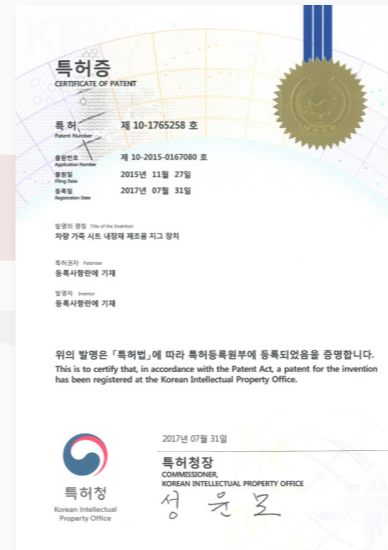 특허증
CERTIFICATE OF PATENT
특 허 제 10-1765258 호
Patent Number
출원번호 제 10-2015-0167080 호
Application Number
출원일 2015년 11월 27일
Filing Date
등록일 2017년 07월 31일
Registration Date
발명의 명칭 Title of the Invention
차량 가죽 시트 내장재 제조용 지그 장치
특허권자 Patentee
등록사항란에 기재
발명자 Inventor
등록사항란에 기재
위의 발명은 「특허법」에 따라 특허등록원부에 등록되었음을 증명합니다.
This is to certify that, in accordance with the Patent Act, a patent for the invention
has been registered at the Korean Intellectual Property Office.
2017년 07월 31일
특허청장
COMMISSIONER,
KOREAN INTELLECTUAL PROPERTY OFFICE
성 윤 모
특허청
Korean Intellectual
Property Office